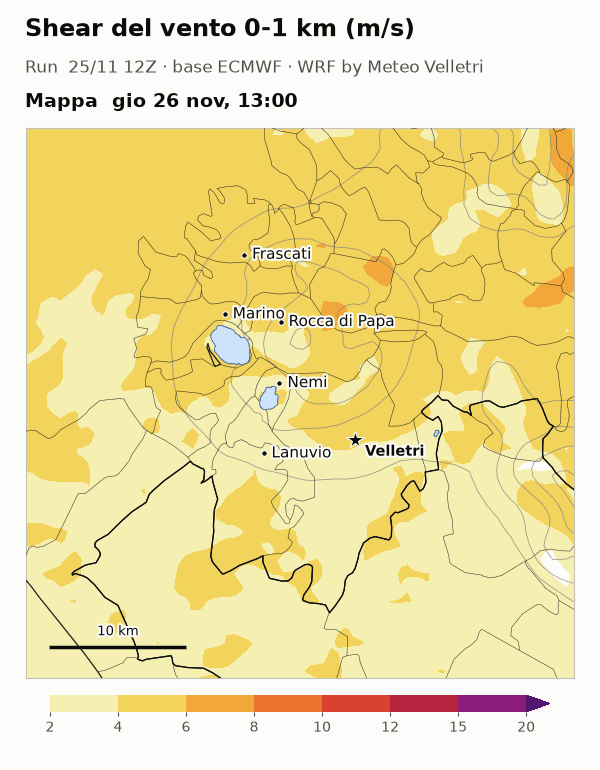 Shear del vento 0-1 km (m/s)
Run  25/11 12Z · base ECMWF · WRF by Meteo Velletri
Mappa  gio 26 nov, 13:00
Frascati
Marino
Rocca di Papa
Nemi
Velletri
Lanuvio
10 km
2 4 6 8 10 12 15 20